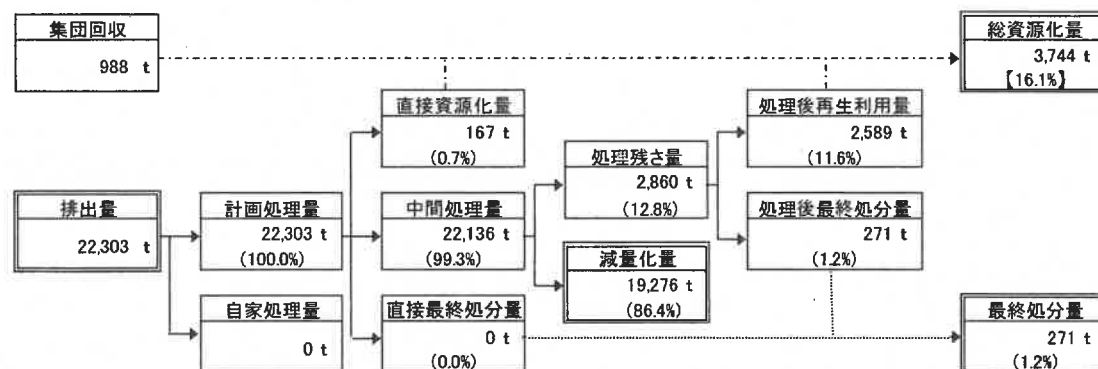 集団回収
988 t
総資源化量
3,744 t
【16.1%】
直接資源化量
167 t
(0.7%)
処理後再生利用量
2,589 t
(11.6%)
処理残さ量
2,860 t
(12.8%)
排出量
22,303 t
計画処理量
22,303 t
(100.0%)
中間処理量
22,136 t
(99.3%)
処理後最終処分量
271 t
(1.2%)
減量化量
19,276 t
(86.4%)
自家処理量
0 t
直接最終処分量
0 t
(0.0%)
最終処分量
271 t
(1.2%)